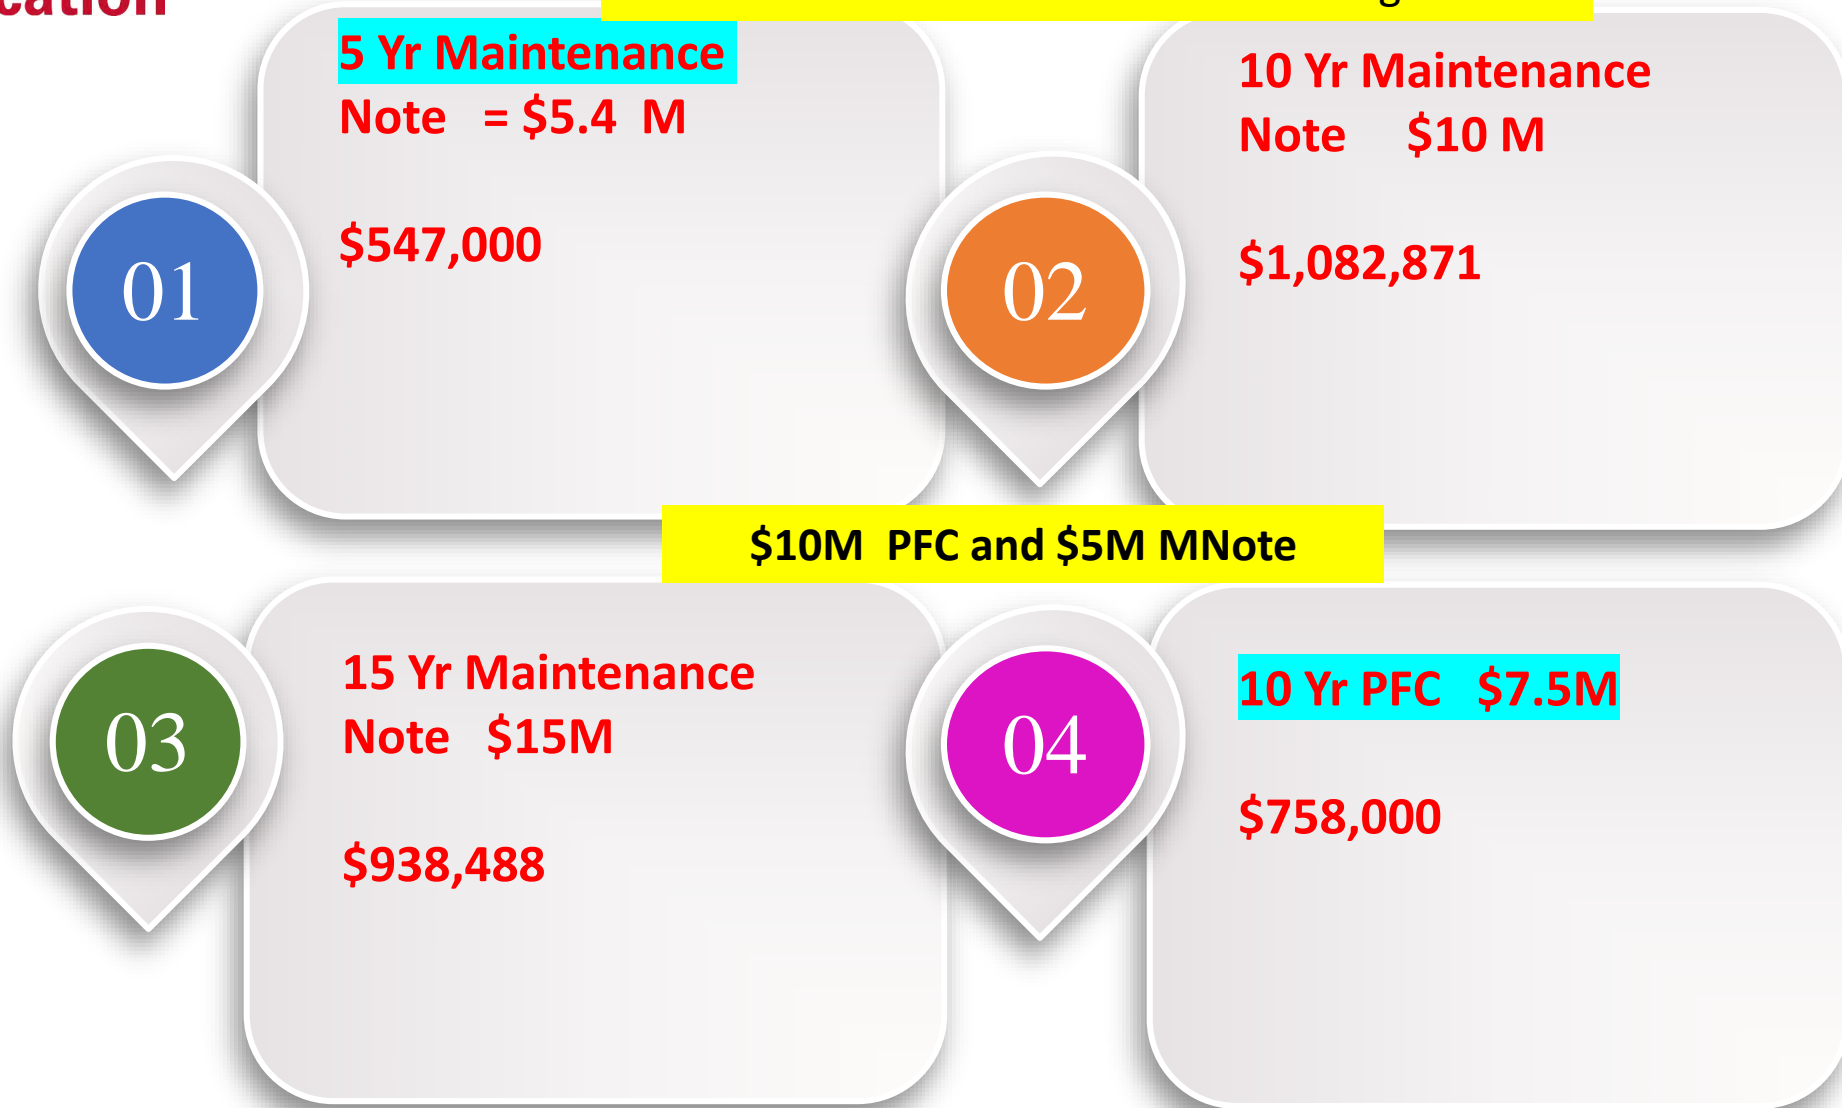 5 Yr Maintenance
Note = $5.4 M
$547,000
01
10 Yr Maintenance
Note $10 M
$1,082,871
02
$10M PFC and $5M MNote
15 Yr Maintenance
Note $15M
$938,488
03
10 Yr PFC $7.5M
$758,000
04